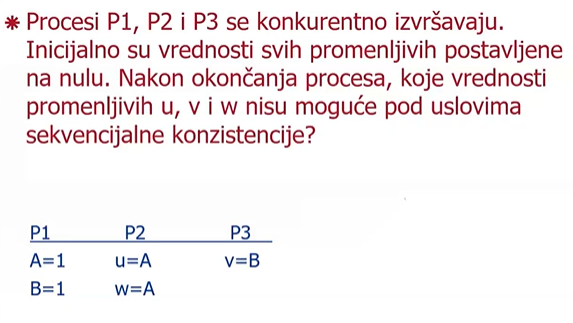 * Procesi P1, P2 i P3 se konkurentno izvršavaju.
Inicijalno su vrednosti svih promenljivih postavljene
na nulu. Nakon okončanja procesa, koje vrednosti
promenljivih u, v i w nisu moguće pod uslovima
sekvencijalne konzistencije?
P1 P2 P3
A=1 u=A v=B
B=1 w=A